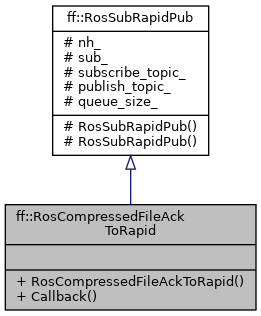 ff::RosSubRapidPub
# nh_
# sub_
# subscribe_topic_
# publish_topic_
# queue_size_
# RosSubRapidPub()
# RosSubRapidPub()
ff::RosCompressedFileAck
ToRapid
+ RosCompressedFileAckToRapid()
+ Callback()